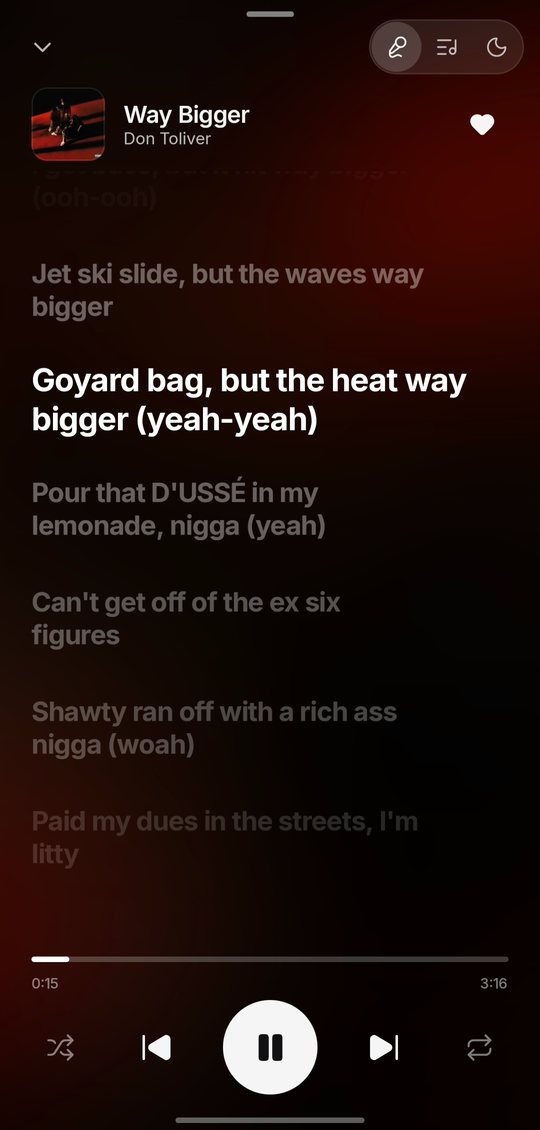 Way Bigger
Don Toliver
(ooh-ooh)
Jet ski slide, but the waves way
bigger
Goyard bag, but the heat way
bigger (yeah-yeah)
Pour that D'USSÉ in my
lemonade, nigga (yeah)
Can't get off of the ex six
figures
Shawty ran off with a rich ass
nigga (woah)
Paid my dues in the streets, I'm
litty
0:15
3:16